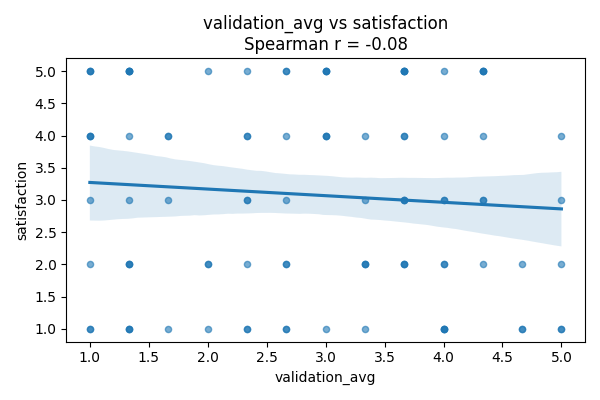 validation_avg vs satisfaction
Spearman r = -0.08
5.0
4.5
4.0
3.5
3.0
2.5
2.0
1.5
1.0
satisfaction
1.0 1.5 2.0 2.5 3.0 3.5 4.0 4.5 5.0
validation_avg